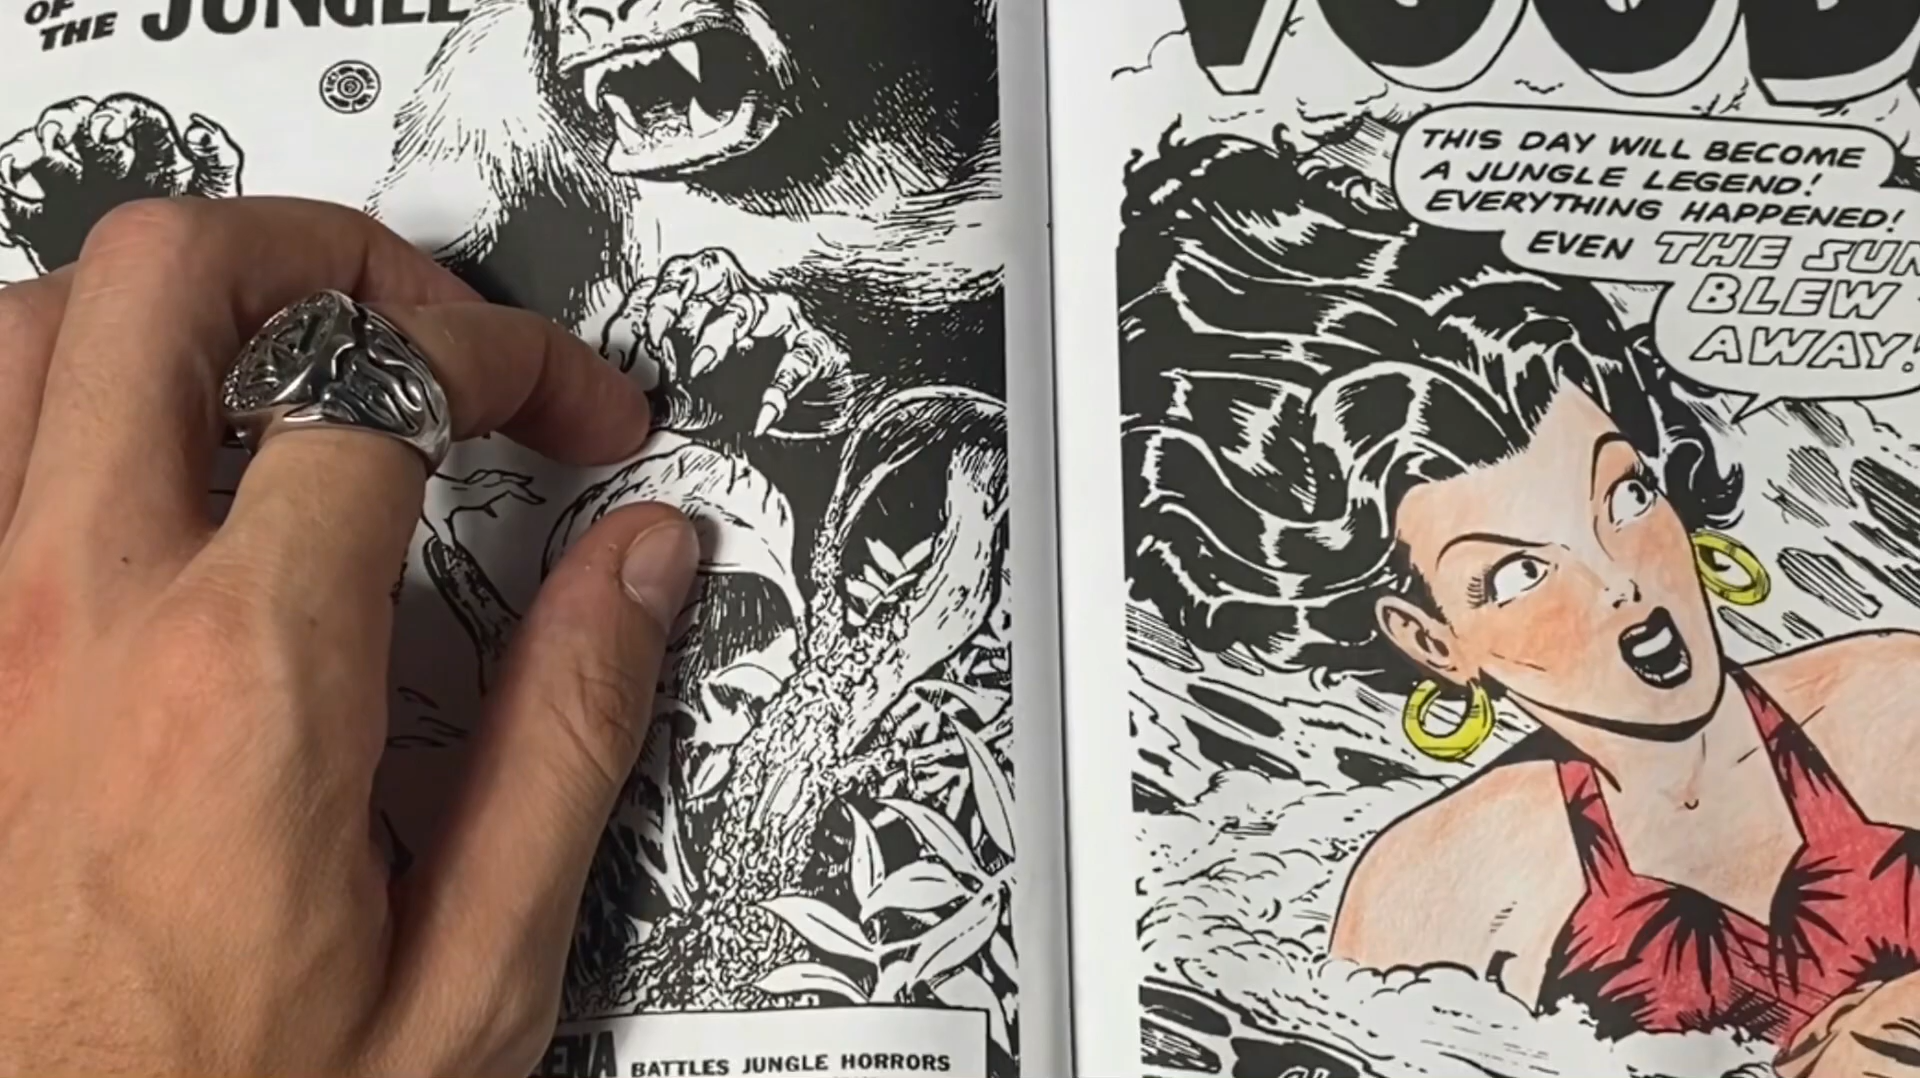 OF
THE JUNGLE
BATTLES JUNGLE HORRORS
THIS DAY WILL BECOME
A JUNGLE LEGEND!
EVERYTHING HAPPENED!
EVEN THE SUN
BLEW
AWAY!